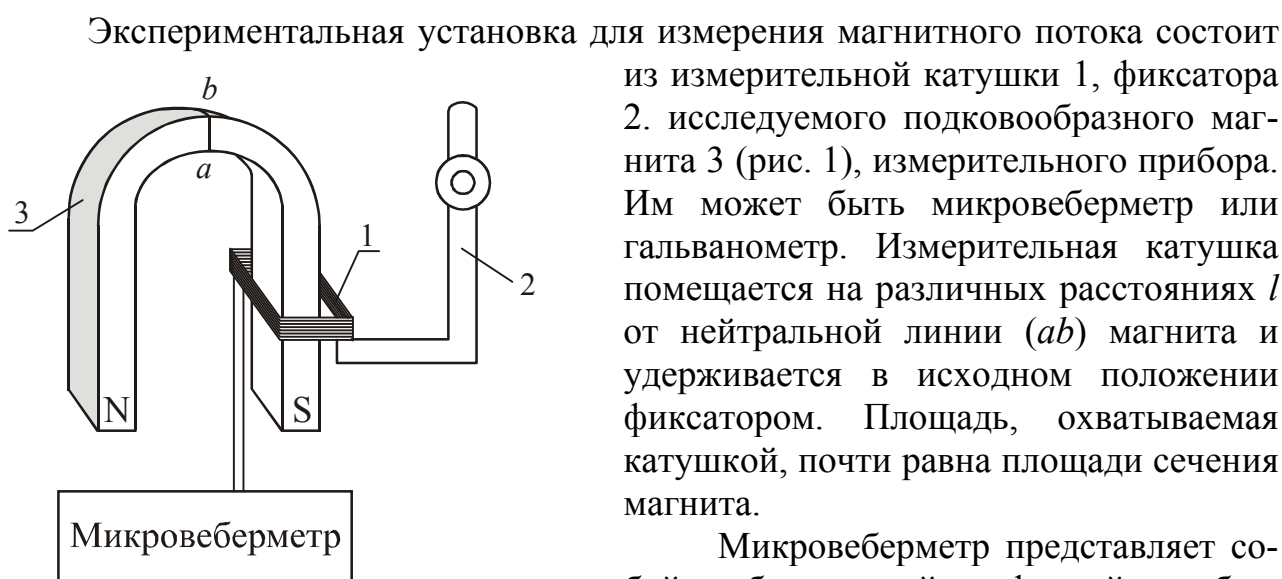 Экспериментальная установка для измерения магнитного потока состоит
из измерительной катушки 1, фиксатора
2. исследуемого подковообразного маг-
нита 3 (рис. 1), измерительного прибора.
Им может быть микровеберметр или
гальванометр. Измерительная катушка
помещается на различных расстояниях l
от нейтральной линии (ab) магнита и
удерживается в исходном положении
фиксатором. Площадь, охватываемая
катушкой, почти равна площади сечения
магнита.
Микровеберметр представляет со-
b
a
3
1
2
N
S
Микровеберметр